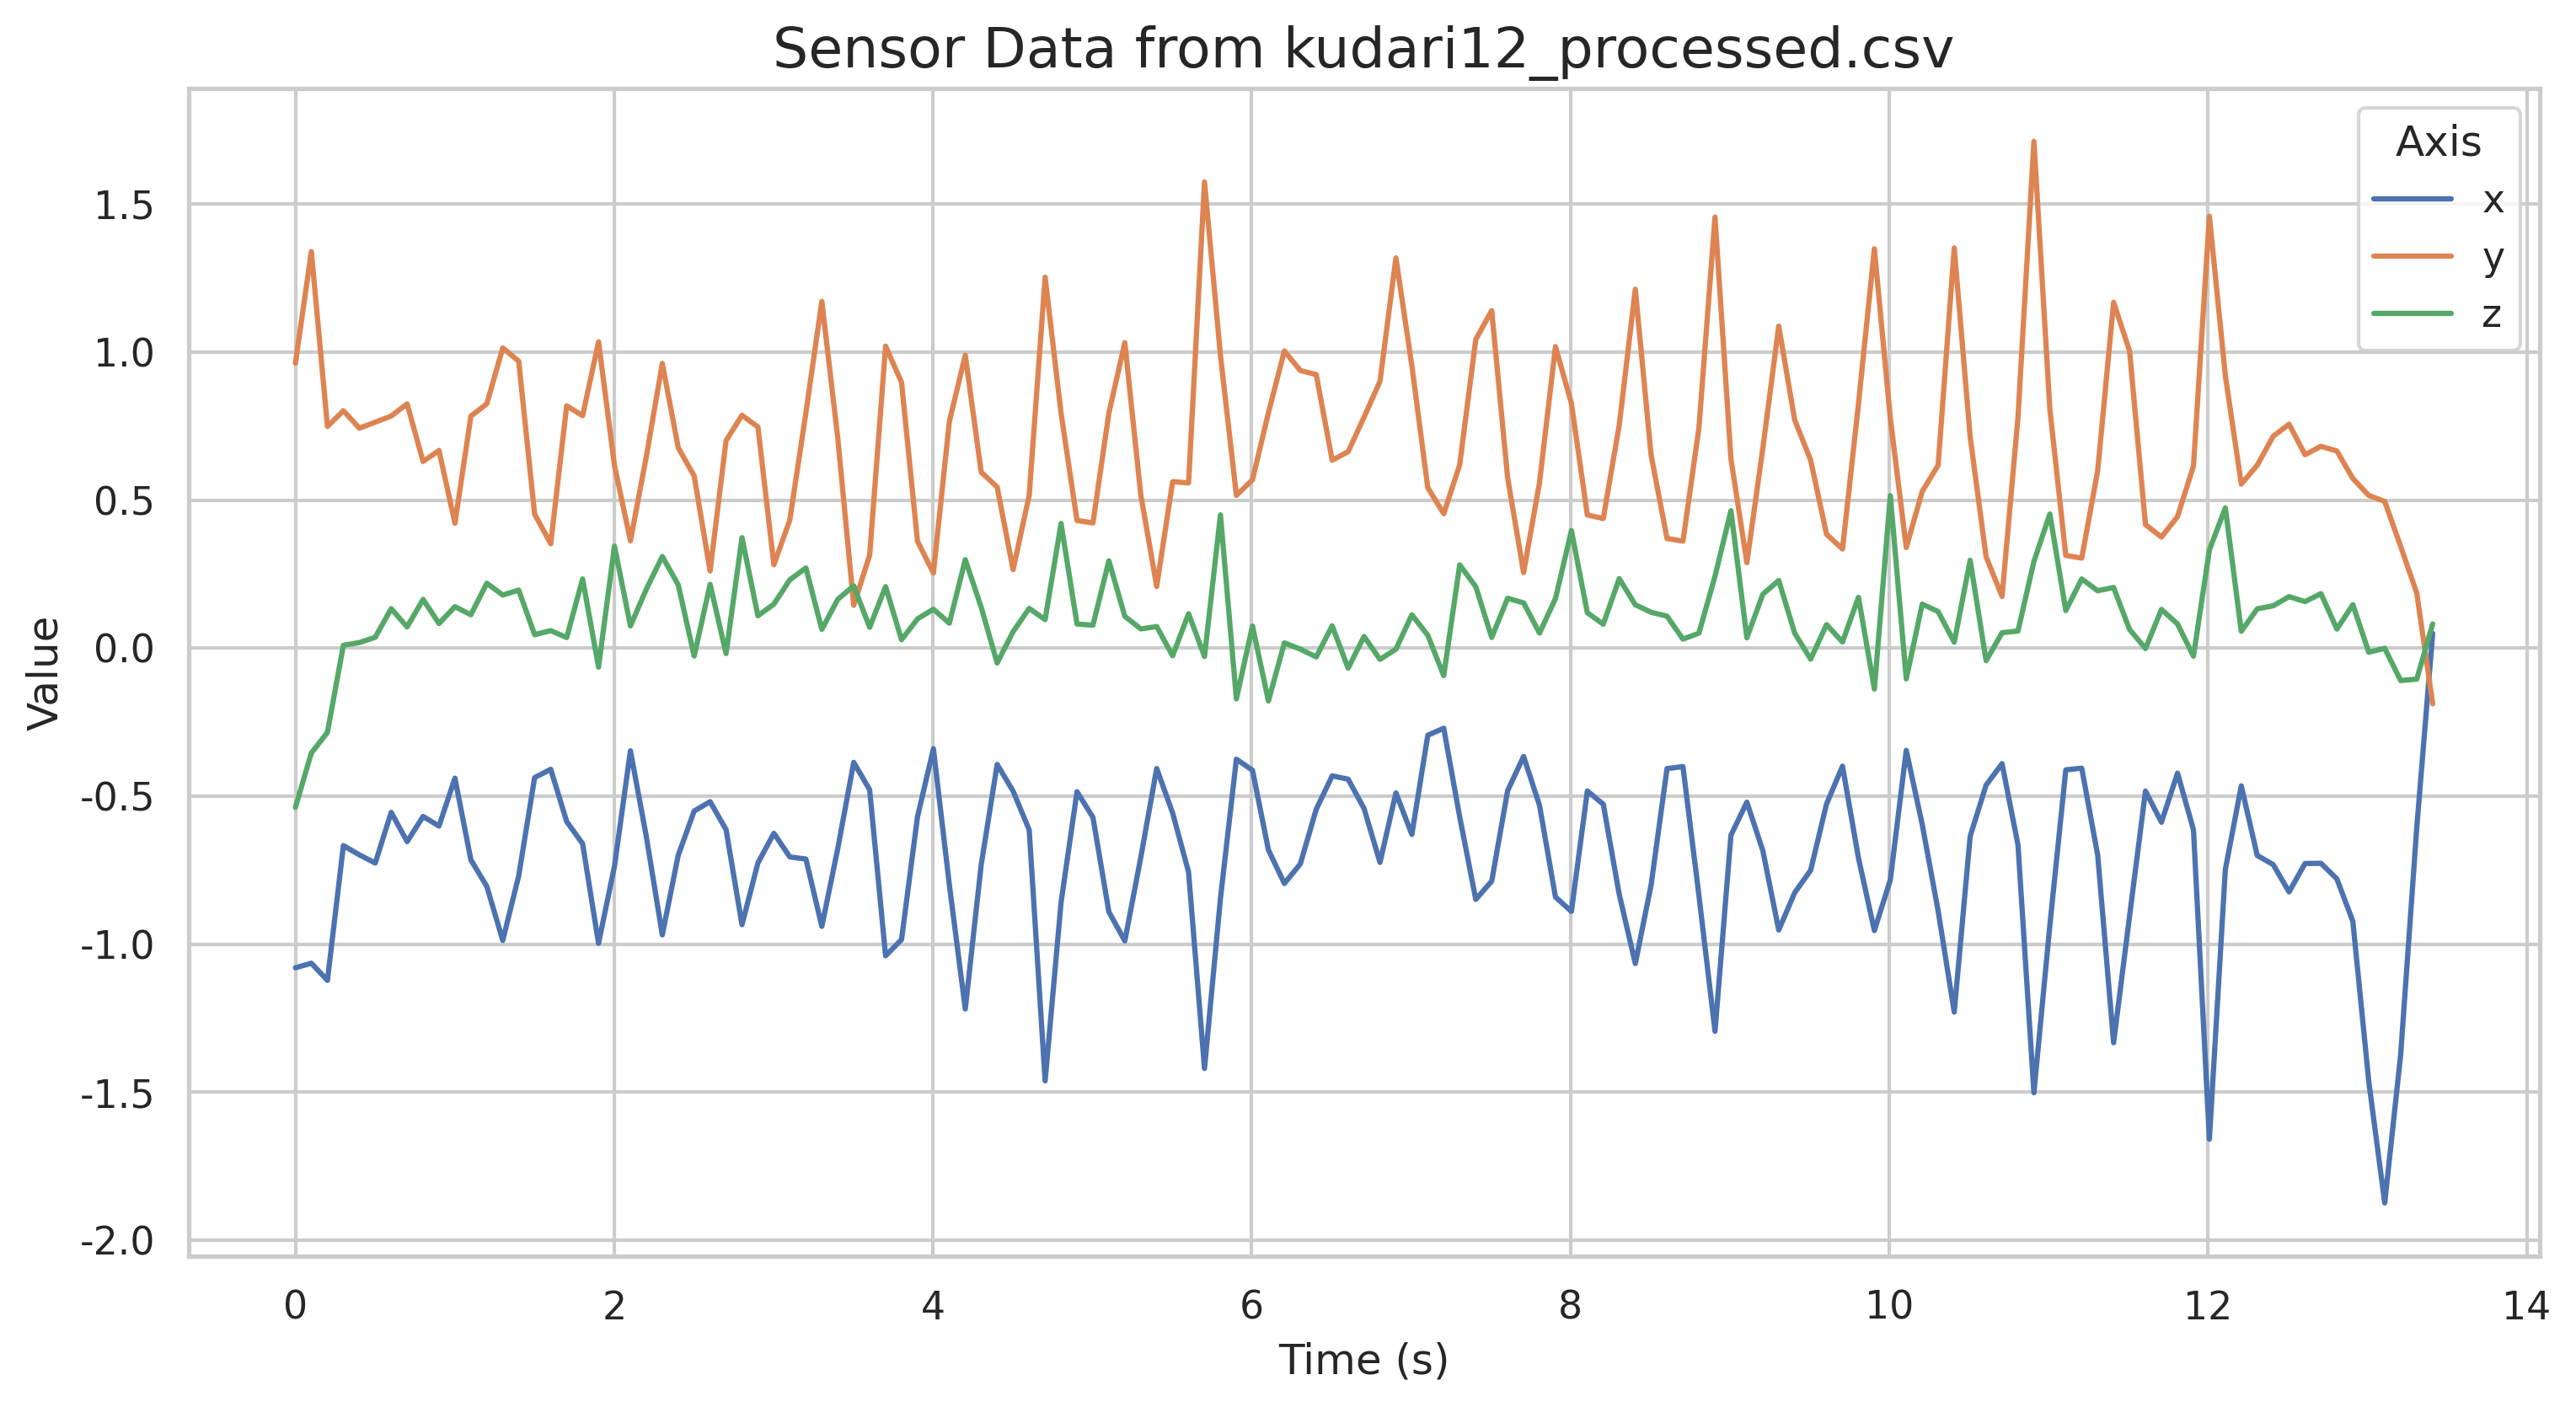 Sensor Data from kudari12_processed.csv
Axis
x
y
z
1.5
1.0
0.5
0.0
-0.5
-1.0
-1.5
-2.0
Value
0 2 4 6 8 10 12 14
Time (s)